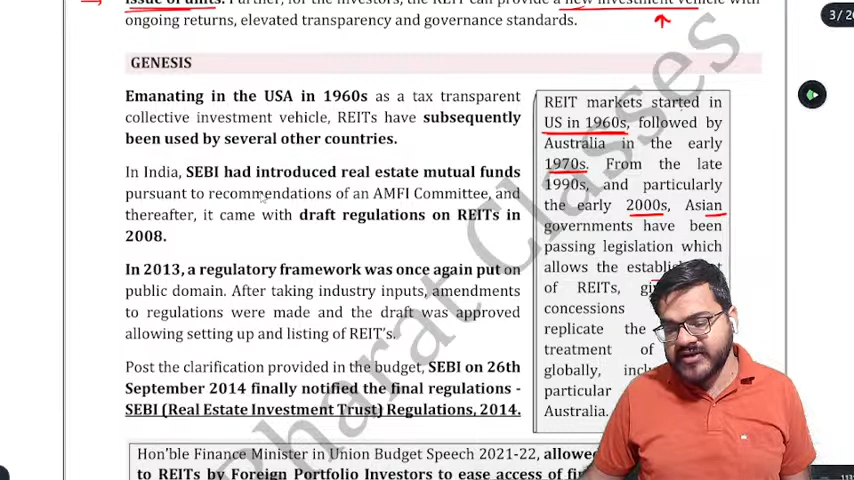 issue of units. Further, for the investors, the REIT can provide a new investment vehicle with
ongoing returns, elevated transparency and governance standards.
3 / 2
GENESIS
Emanating in the USA in 1960s as a tax transparent
collective investment vehicle, REITs have subsequently
been used by several other countries.
In India, SEBI had introduced real estate mutual funds
pursuant to recommendations of an AMFI Committee, and
thereafter, it came with draft regulations on REITs in
2008.
In 2013, a regulatory framework was once again put on
public domain. After taking industry inputs, amendments
to regulations were made and the draft was approved
allowing setting up and listing of REIT's.
Post the clarification provided in the budget, SEBI on 26th
September 2014 finally notified the final regulations -
SEBI (Real Estate Investment Trust) Regulations, 2014.
REIT markets started in
US in 1960s, followed by
Australia in the early
1970s. From the late
1990s, and particularly
the early 2000s, Asian
governments have been
passing legislation which
allows the
of REITs,
concessions
replicate the
treatment of
globally,
particular
Australia.
Hon'ble Finance Minister in Union Budget Speech 2021-22, allowed
to REITs by Foreign Portfolio Investors to ease access of
Bharat Classes